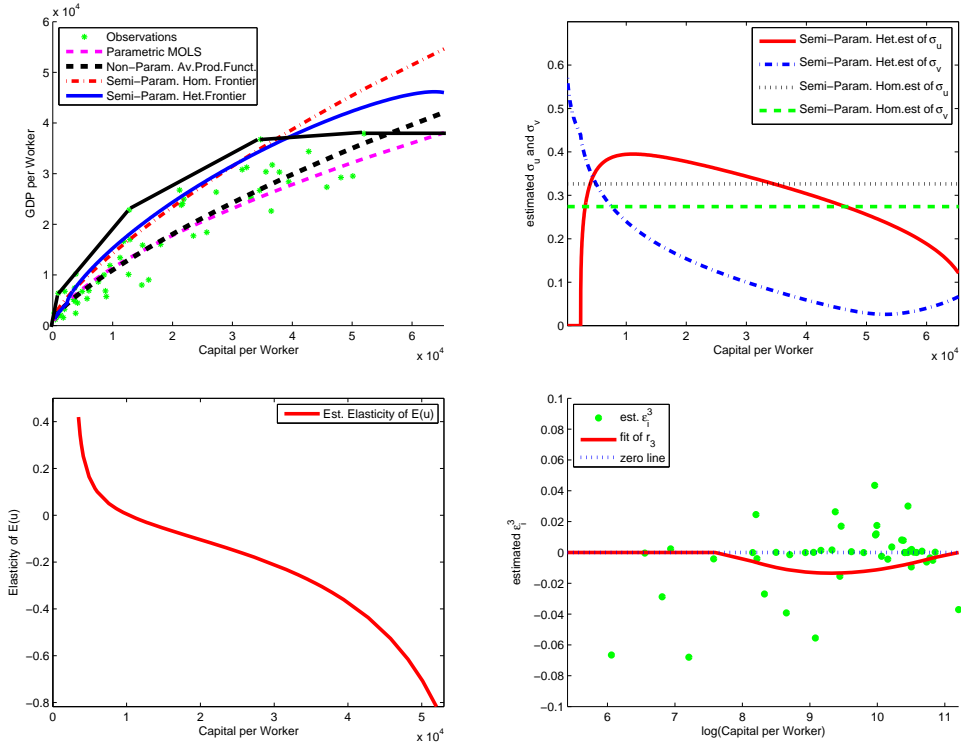 x 10^4
6
5
4
3
2
1
0
GDP per Worker
Observations
Parametric MOLS
Non−Param. Av.Prod.Funct.
Semi−Param. Hom. Frontier
Semi−Param. Het.Frontier
0 1 2 3 4 5 6
Capital per Worker
x 10^4
0.6
0.5
0.4
0.3
0.2
0.1
0
estimated σ_u and σ_v
Semi−Param. Het.est of σ_u
Semi−Param. Het.est of σ_v
Semi−Param. Hom.est of σ_u
Semi−Param. Hom.est of σ_v
1 2 3 4 5 6
Capital per Worker
x 10^4
0.4
0.2
0
−0.2
−0.4
−0.6
−0.8
Elasticity of E(u)
Est. Elasticity of E(u)
0 1 2 3 4 5
Capital per Worker
x 10^4
0.1
0.08
0.06
0.04
0.02
0
−0.02
−0.04
−0.06
−0.08
−0.1
estimated ε_i^3
est. ε_i^3
fit of r_3
zero line
6 7 8 9 10 11
log(Capital per Worker)